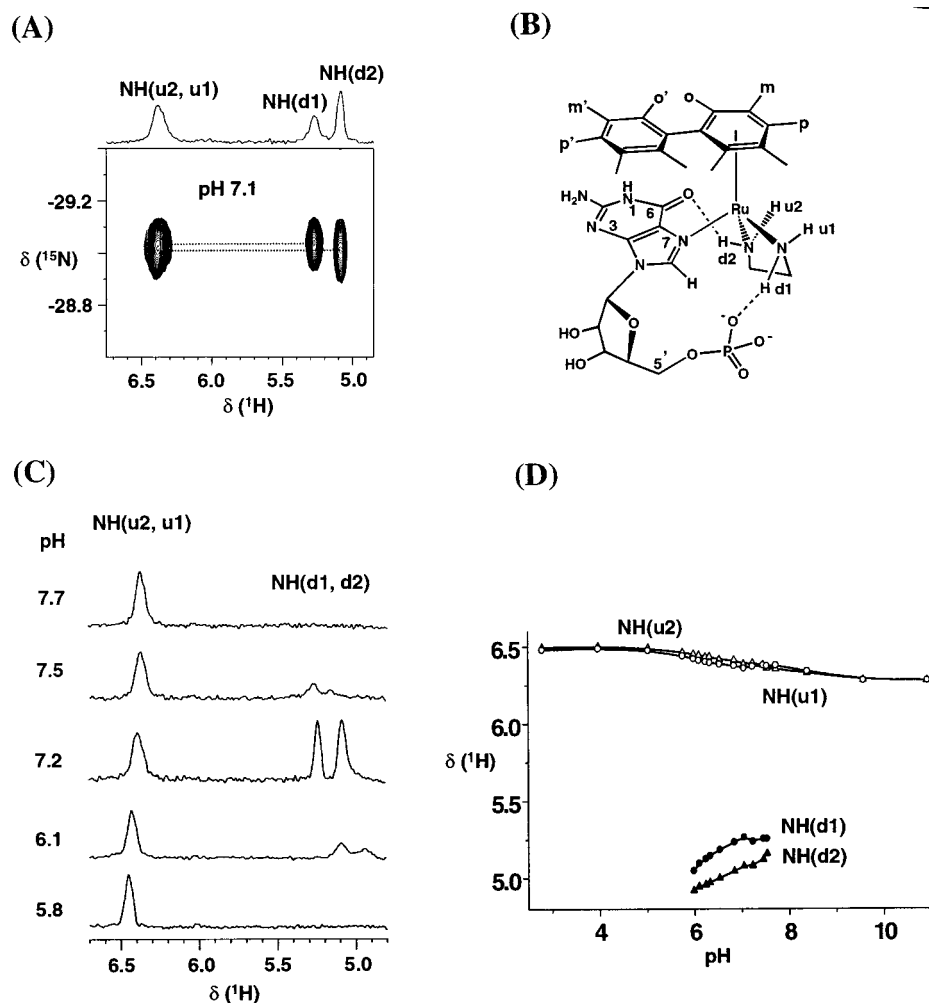 (A)
NH(d2)
NH(u2, u1)
NH(d1)
pH 7.1
-29.2
δ (¹⁵N)
-28.8
6.5 6.0 5.5 5.0
δ (¹H)
(B)
o' o m
m'
p' p
I
H O
H₂N N 1 6 Ru H u2
H H u1
N 3 7 N N N
d2
N H H d1
⁻O
O
HO P O⁻
HO 5' O O
(C)
NH(u2, u1)
pH
NH(d1, d2)
7.7
7.5
7.2
6.1
5.8
6.5 6.0 5.5 5.0
δ (¹H)
(D)
NH(u2)
6.5
NH(u1)
6.0
δ (¹H)
5.5
NH(d1)
NH(d2)
5.0
4 6 8 10
pH